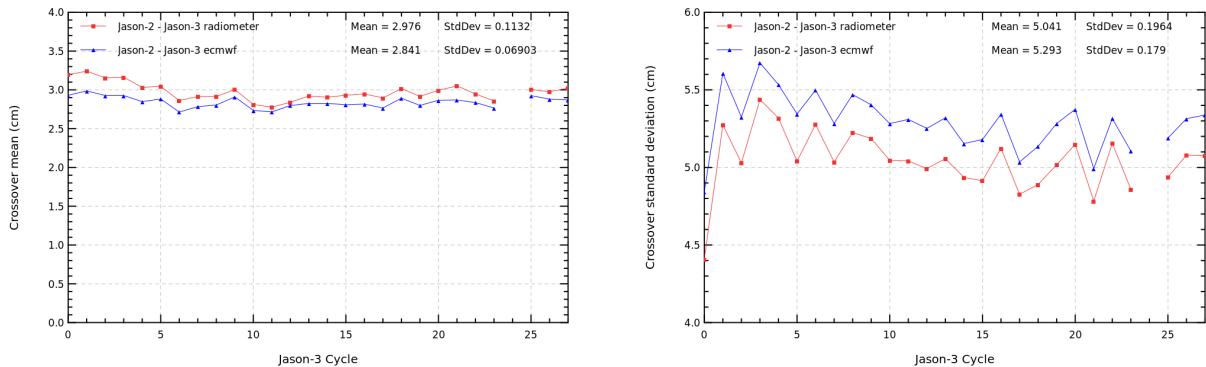 Jason-2 - Jason-3 radiometer Mean = 2.976 StdDev = 0.1132
Jason-2 - Jason-3 ecmwf Mean = 2.841 StdDev = 0.06903
Crossover mean (cm)
4.0
3.5
3.0
2.5
2.0
1.5
1.0
0.5
0.0
0 5 10 15 20 25
Jason-3 Cycle
Jason-2 - Jason-3 radiometer Mean = 5.041 StdDev = 0.1964
Jason-2 - Jason-3 ecmwf Mean = 5.293 StdDev = 0.179
Crossover standard deviation (cm)
6.0
5.5
5.0
4.5
4.0
0 5 10 15 20 25
Jason-3 Cycle